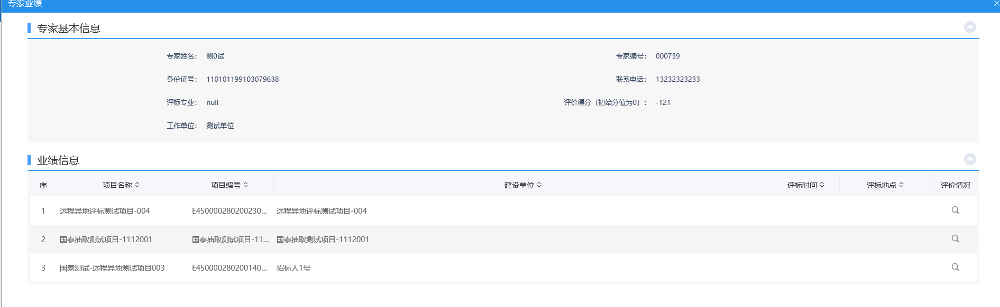 专家业绩
专家基本信息
专家姓名： 测0试 专家编号： 000739
身份证号： 110101199103079638 联系电话： 13232323233
评标专业： null 评价得分（初始分值为0）： -121
工作单位： 测试单位
业绩信息
序 项目名称 项目编号 建设单位 评标时间 评标地点 评价情况
1 远程异地评标测试项目-004 E450000280200230... 远程异地评标测试项目-004
2 国泰抽取测试项目-1112001 国泰抽取测试项目-11... 国泰抽取测试项目-1112001
3 国泰测试-远程异地测试项目003 E450000280200140... 招标人1号